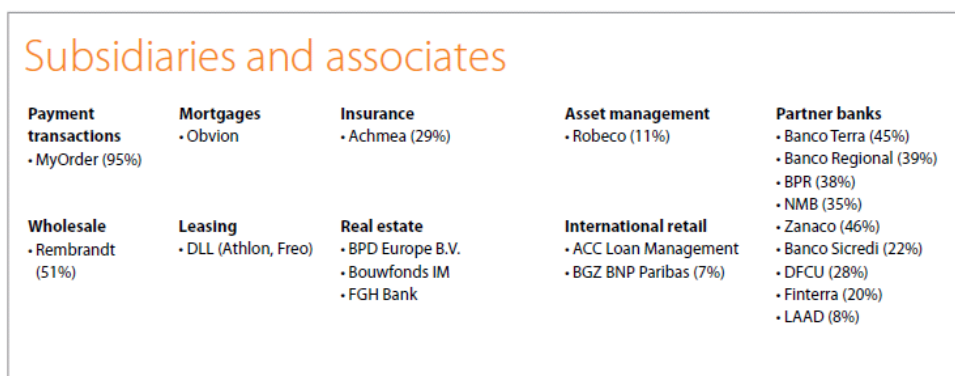 Subsidiaries and associates
Payment
transactions
• MyOrder (95%)
Mortgages
• Obvion
Insurance
• Achmea (29%)
Asset management
• Robeco (11%)
Partner banks
• Banco Terra (45%)
• Banco Regional (39%)
• BPR (38%)
• NMB (35%)
• Zanaco (46%)
• Banco Sicredi (22%)
• DFCU (28%)
• Finterra (20%)
• LAAD (8%)
Wholesale
• Rembrandt
(51%)
Leasing
• DLL (Athlon, Freo)
Real estate
• BPD Europe B.V.
• Bouwfonds IM
• FGH Bank
International retail
• ACC Loan Management
• BGZ BNP Paribas (7%)